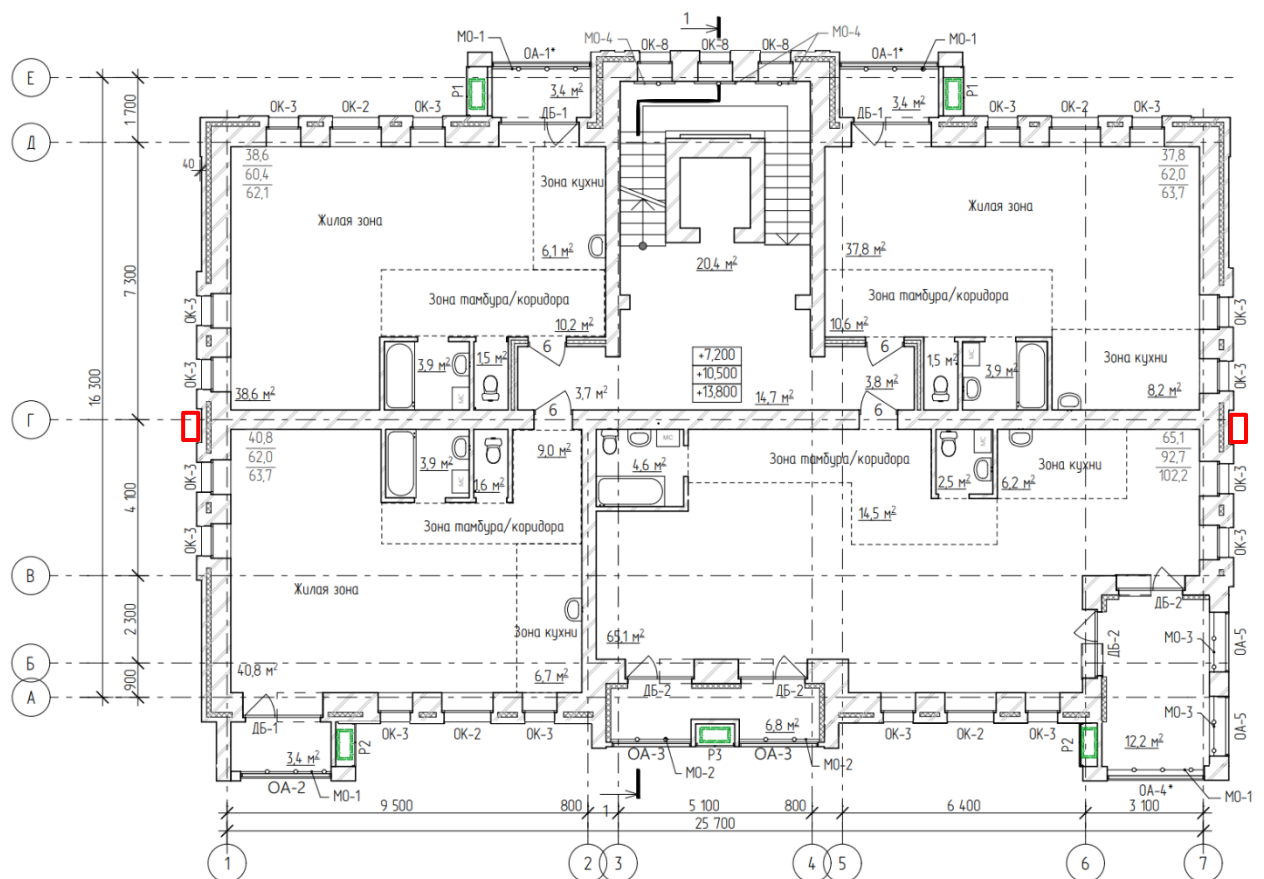 1
МО-1
МО-4
ОК-8
ОК-8
ОК-8
МО-4
ОА-1*
МО-1
ОА-1*
Е
1 700
Р1
3,4 м²
3,4 м²
Р1
ОК-3
ОК-2
ОК-3
ДБ-1
ДБ-1
ОК-3
ОК-2
ОК-3
Д
40
38,6
60,4
62,1
Зона кухни
Жилая зона
6,1 м²
37,8
62,0
63,7
Жилая зона
37,8 м²
20,4 м²
7 300
16 300
ОК-3
Зона тамбура/коридора
10,2 м²
Зона тамбура/коридора
10,6 м²
ОК-3
6
6
+7,200
+10,500
+13,800
ОК-3
3,9 м²
1,5 м²
МС
38,6 м²
3,7 м²
14,7 м²
3,8 м²
1,5 м²
МС
3,9 м²
Зона кухни
8,2 м²
ОК-3
Г
6
6
40,8
62,0
63,7
3,9 м²
МС
1,6 м²
9,0 м²
4,6 м²
МС
Зона тамбура/коридора
МС
2,5 м²
Зона кухни
6,2 м²
65,1
92,7
102,2
ОК-3
ОК-3
4 100
Зона тамбура/коридора
14,5 м²
ОК-3
ОК-3
В
Жилая зона
2 300
Зона кухни
65,1 м²
ДБ-2
ДБ-2
МО-3
ОА-5
Б
900
40,8 м²
6,7 м²
А
ДБ-2
ДБ-2
ДБ-1
Р2
ОК-3
ОК-2
ОК-3
6,8 м²
ОК-3
ОК-2
ОК-3
Р2
МО-3
ОА-5
3,4 м²
12,2 м²
ОА-3
Р3
ОА-3
МО-2
МО-2
ОА-2
МО-1
ОА-4*
МО-1
1
9 500
800
5 100
800
6 400
3 100
25 700
1
2
3
4
5
6
7